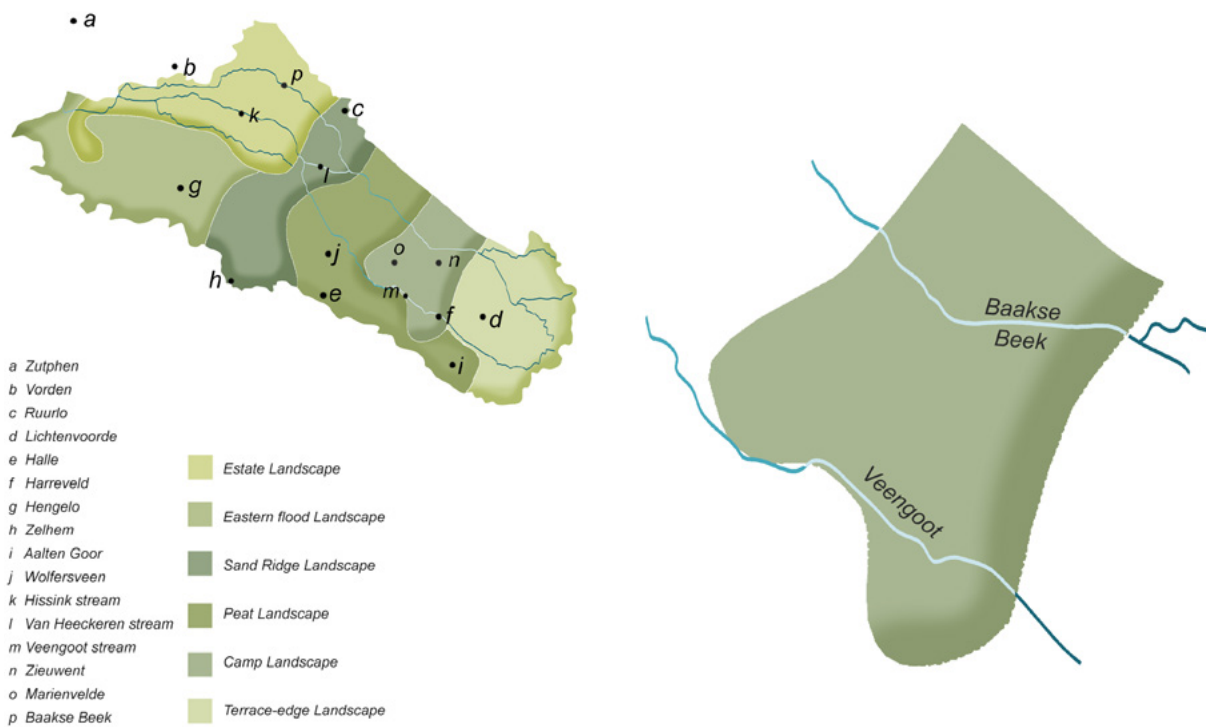 a
b
p
c
k
l
g
j
o
n
h
e
m
f
d
i
a Zutphen
b Vorden
c Ruurlo
d Lichtenvoorde
e Halle
f Harreveld
g Hengelo
h Zelhem
i Aalten Goor
j Wolfersveen
k Hissink stream
l Van Heeckeren stream
m Veengoot stream
n Zieuwent
o Marienvelde
p Baakse Beek
Estate Landscape
Eastern flood Landscape
Sand Ridge Landscape
Peat Landscape
Camp Landscape
Terrace-edge Landscape
Baakse
Beek
Veengoot